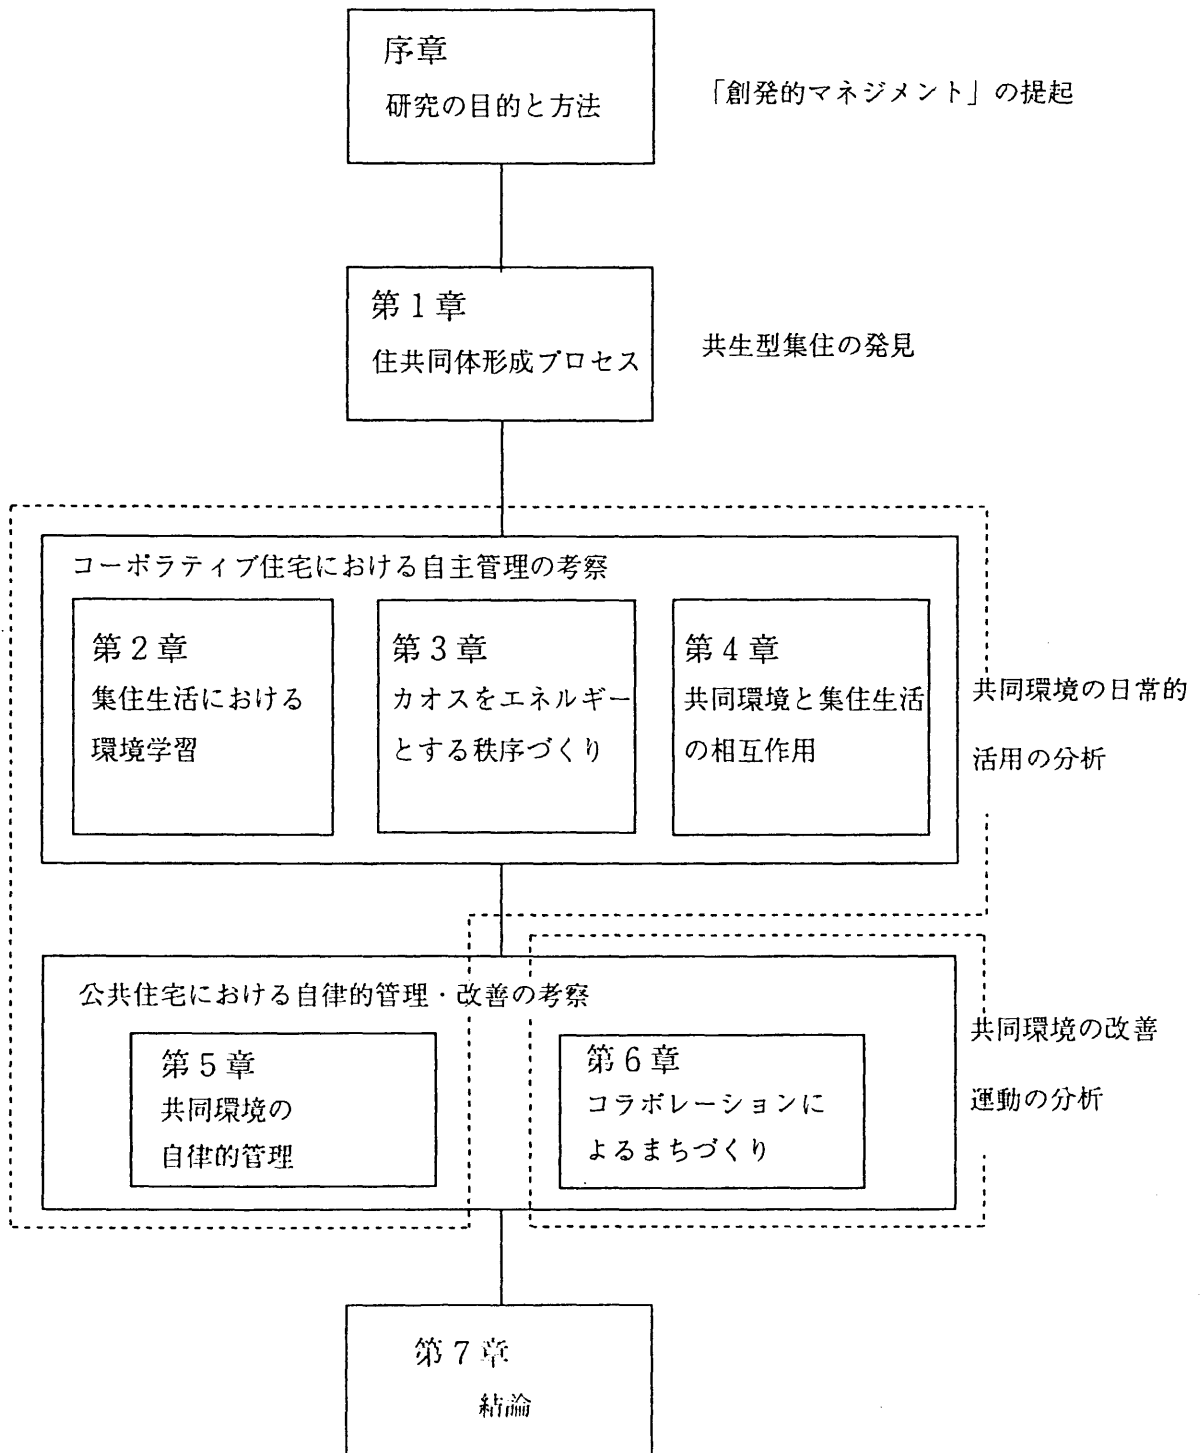 序章
研究の目的と方法
「創発的マネジメント」の提起
第1章
住共同体形成プロセス
共生型集住の発見
コーポラティブ住宅における自主管理の考察
第2章
集住生活における
環境学習
第3章
カオスをエネルギー
とする秩序づくり
第4章
共同環境と集住生活
の相互作用
共同環境の日常的
活用の分析
公共住宅における自律的管理・改善の考察
第5章
共同環境の
自律的管理
第6章
コラボレーションに
よるまちづくり
共同環境の改善
運動の分析
第7章
結論